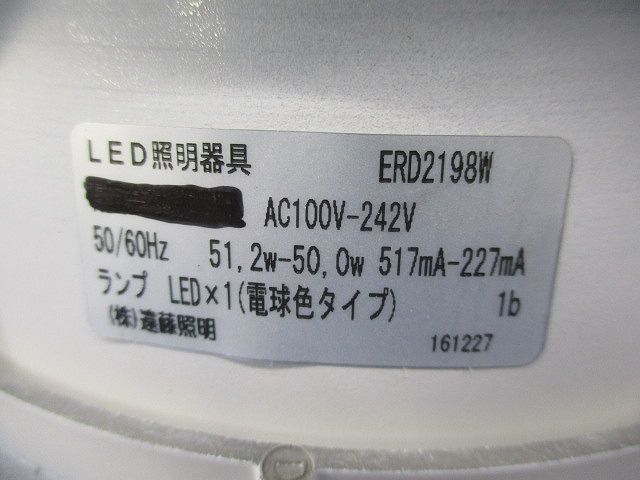 LED照明器具 ERD2198W
AC100V-242V
50/60Hz 51,2w-50,0w 517mA-227mA
ランプ LED×1(電球色タイプ) 1b
(株)遠藤照明 161227